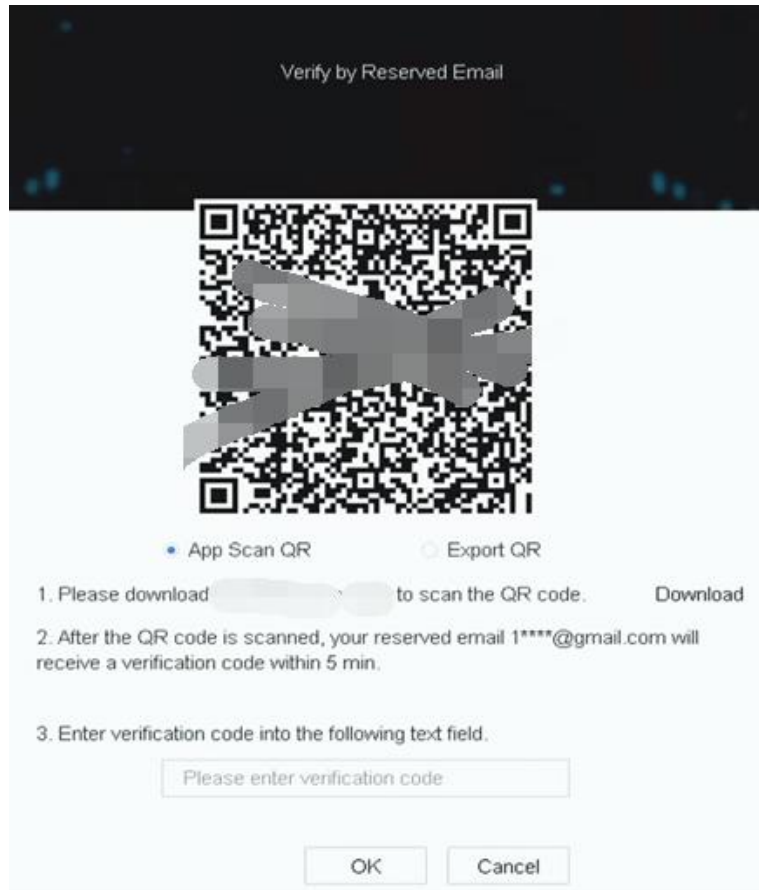 Verify by Reserved Email
App Scan QR
Export QR
1. Please download to scan the QR code. Download
2. After the QR code is scanned, your reserved email 1****@gmail.com will
receive a verification code within 5 min.
3. Enter verification code into the following text field.
Please enter verification code
OK
Cancel